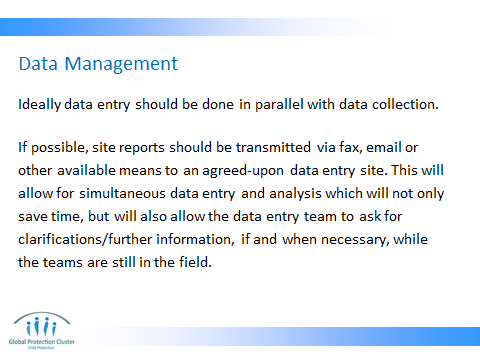 Data Management
Ideally data entry should be done in parallel with data collection.
If possible, site reports should be transmitted via fax, email or
other available means to an agreed-upon data entry site. This will
allow for simultaneous data entry and analysis which will not only
save time, but will also allow the data entry team to ask for
clarifications/further information, if and when necessary, while
the teams are still in the field.
Global Protection Cluster
Child Protection